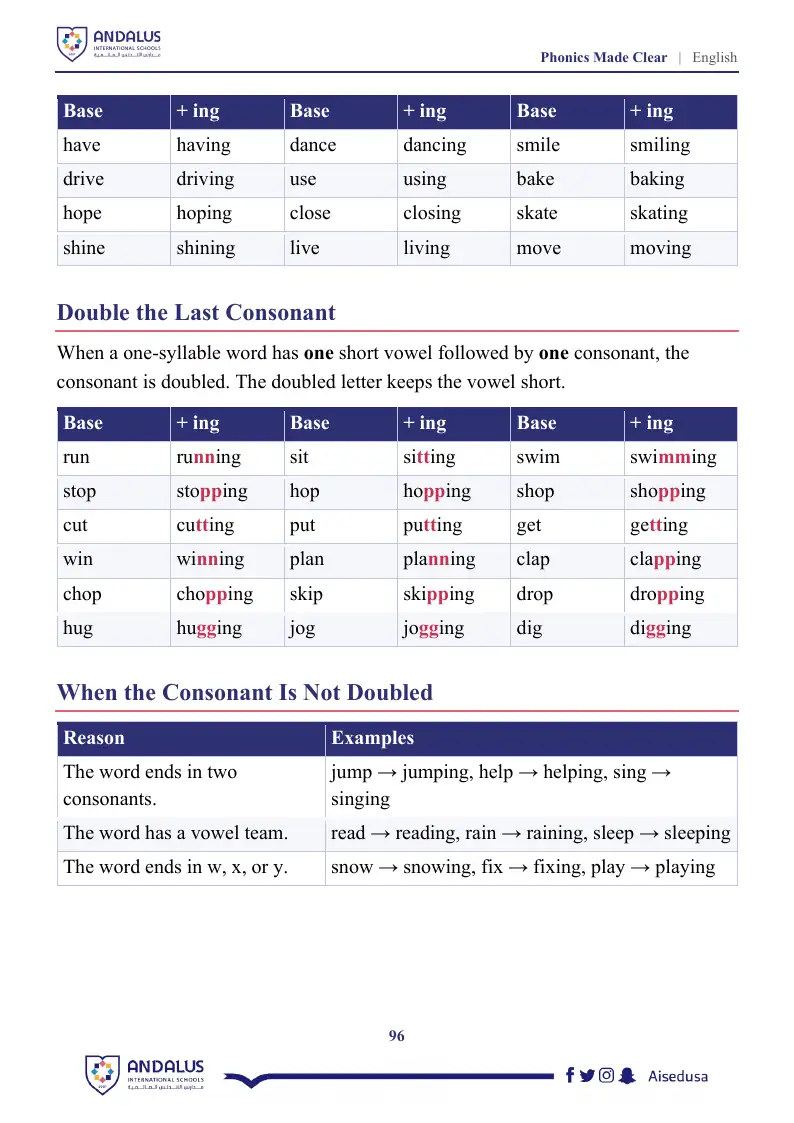 ANDALUS
INTERNATIONAL SCHOOLS
مدارس الأندلس العالمية
Phonics Made Clear | English
Base + ing Base + ing Base + ing
have having dance dancing smile smiling
drive driving use using bake baking
hope hoping close closing skate skating
shine shining live living move moving
Double the Last Consonant
When a one-syllable word has one short vowel followed by one consonant, the
consonant is doubled. The doubled letter keeps the vowel short.
Base + ing Base + ing Base + ing
run running sit sitting swim swimming
stop stopping hop hopping shop shopping
cut cutting put putting get getting
win winning plan planning clap clapping
chop chopping skip skipping drop dropping
hug hugging jog jogging dig digging
When the Consonant Is Not Doubled
Reason Examples
The word ends in two jump → jumping, help → helping, sing →
consonants. singing
The word has a vowel team. read → reading, rain → raining, sleep → sleeping
The word ends in w, x, or y. snow → snowing, fix → fixing, play → playing
96
ANDALUS
INTERNATIONAL SCHOOLS
مدارس الأندلس العالمية
Aisedusa